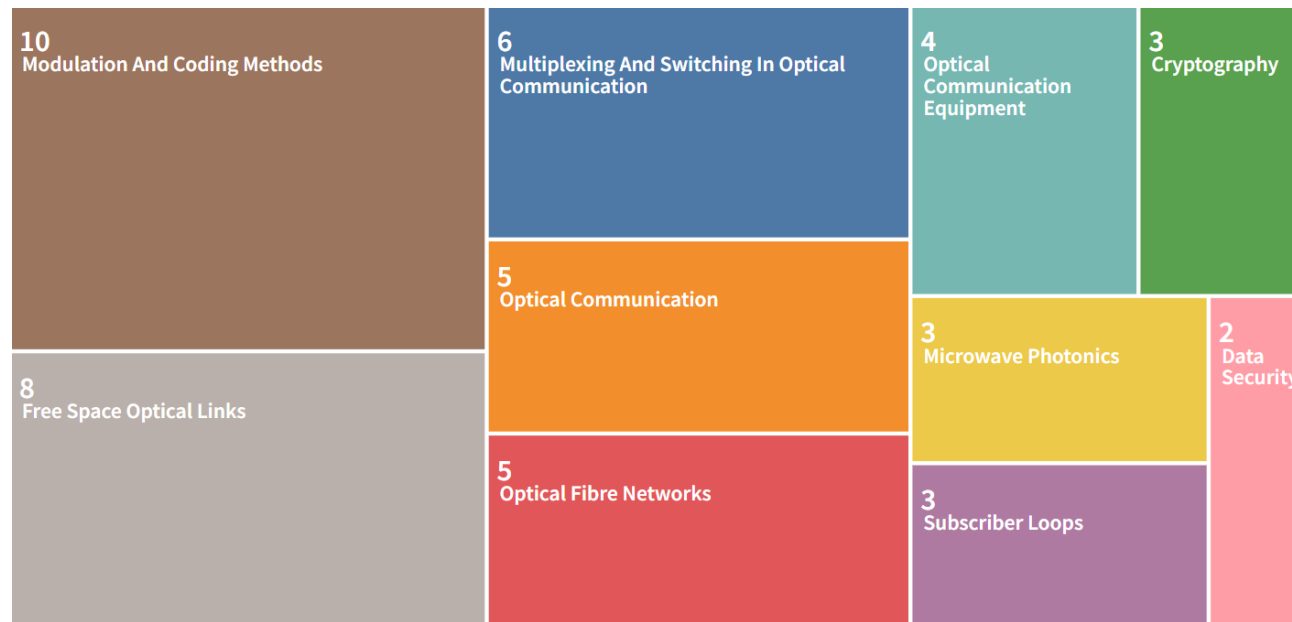 10
Modulation And Coding Methods
8
Free Space Optical Links
6
Multiplexing And Switching In Optical
Communication
5
Optical Communication
5
Optical Fibre Networks
4
Optical
Communication
Equipment
3
Cryptography
3
Microwave Photonics
3
Subscriber Loops
2
Data
Security